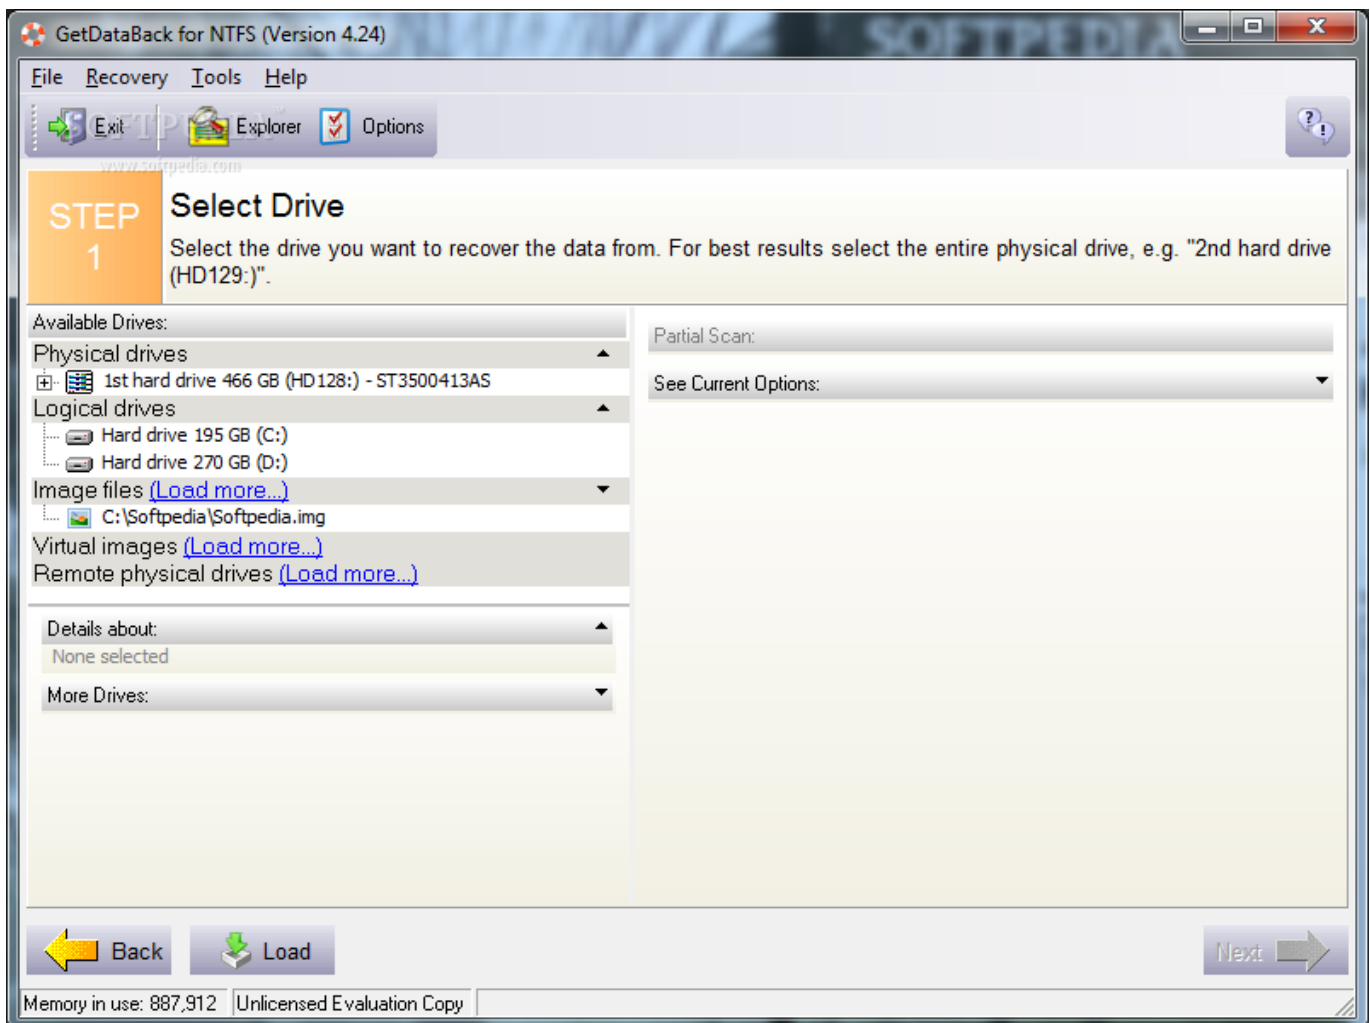 GetDataBack for NTFS (Version 4.24)
SOFTPEDIA
File Recovery Tools Help
Exit Explorer Options
SOFTPEDIA
www.softpedia.com
STEP
1
Select Drive
Select the drive you want to recover the data from. For best results select the entire physical drive, e.g. "2nd hard drive
(HD129:)".
Available Drives:
Physical drives
1st hard drive 466 GB (HD128:) - ST3500413AS
Logical drives
Hard drive 195 GB (C:)
Hard drive 270 GB (D:)
Image files (Load more...)
C:\Softpedia\Softpedia.img
Virtual images (Load more...)
Remote physical drives (Load more...)
Details about:
None selected
More Drives:
Partial Scan:
See Current Options:
Back Load Next
Memory in use: 887,912 Unlicensed Evaluation Copy